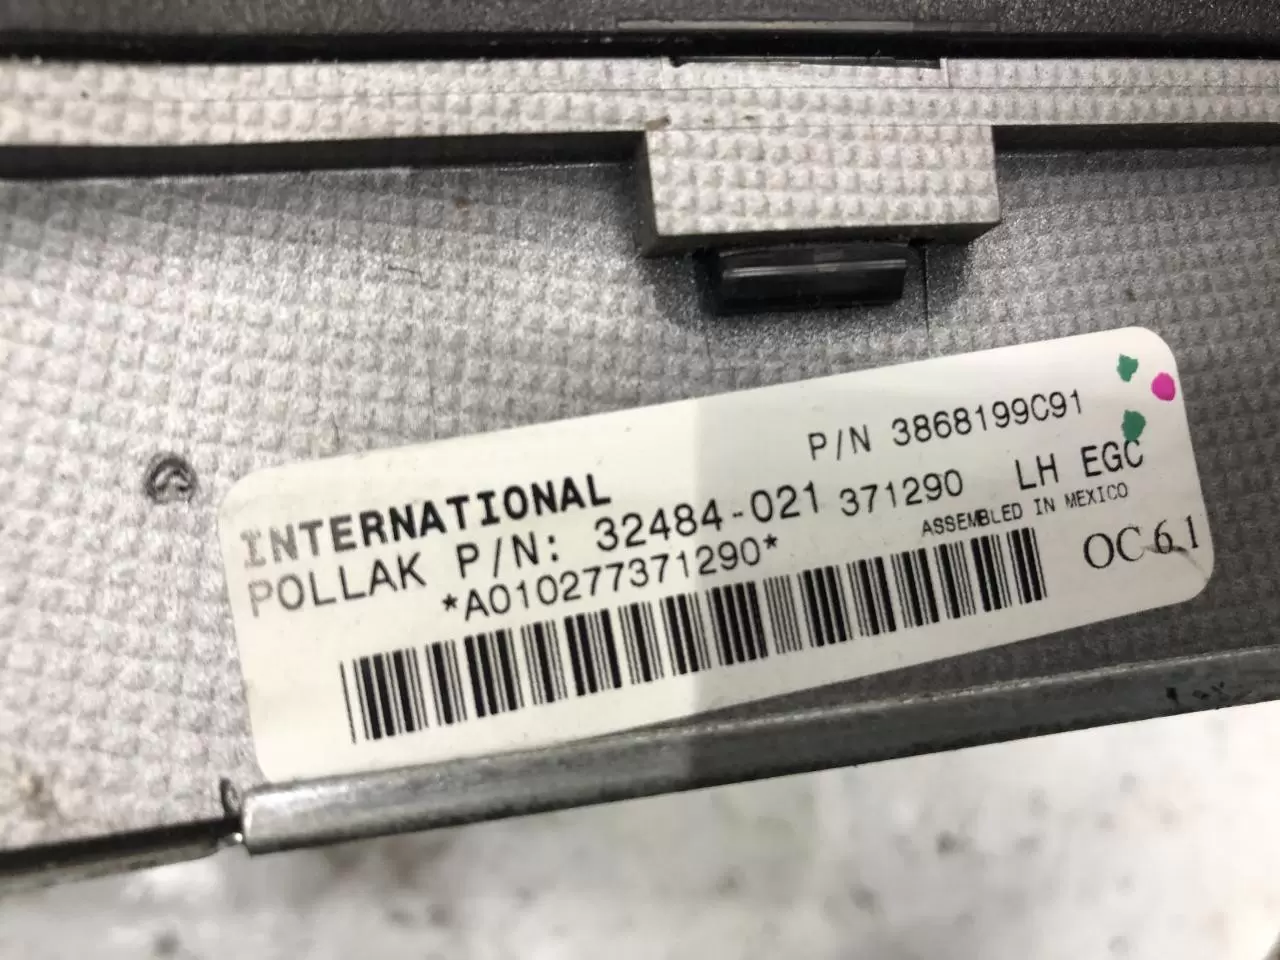 INTERNATIONAL
P/N 3868199C91
POLLAK P/N: 32484-021 371290 LH EGC
*A010277371290*
ASSEMBLED IN MEXICO
OC 6.1